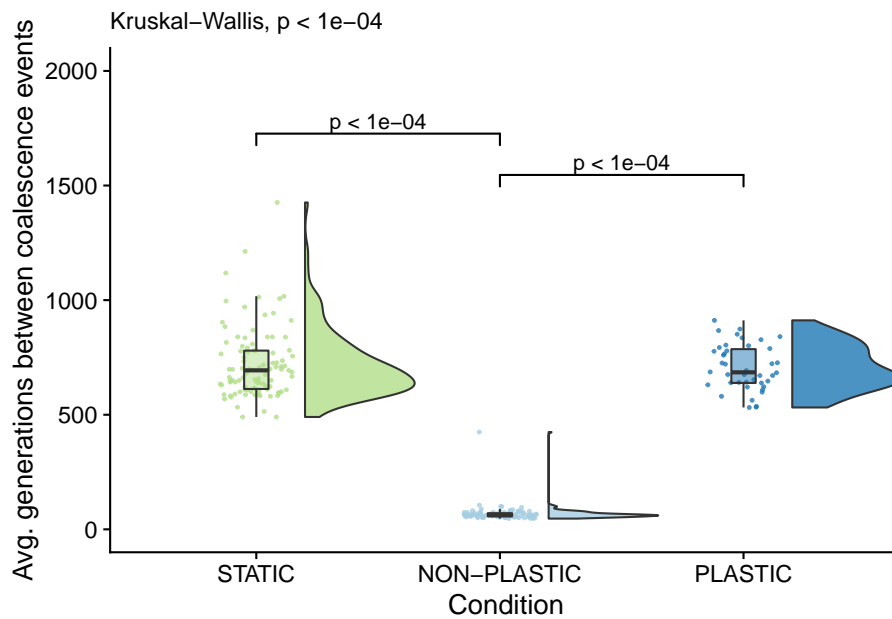 Kruskal−Wallis, p < 1e−04
Avg. generations between coalescence events
2000
1500
1000
500
0
p < 1e−04
p < 1e−04
STATIC
NON−PLASTIC
PLASTIC
Condition